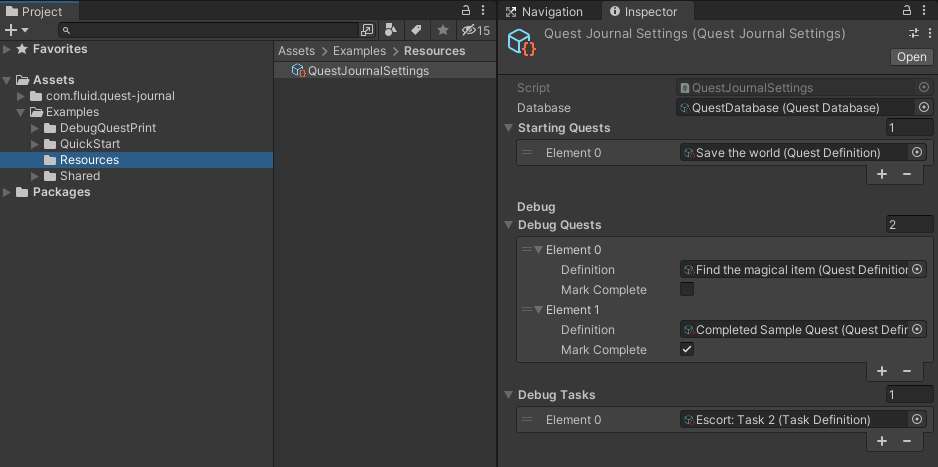 Project
15
Favorites
Assets
com.fluid.quest-journal
Examples
DebugQuestPrint
QuickStart
Resources
Shared
Packages
Assets > Examples > Resources
QuestJournalSettings
Navigation
Inspector
Quest Journal Settings (Quest Journal Settings)
Open
Script QuestJournalSettings
Database QuestDatabase (Quest Database)
Starting Quests 1
Element 0 Save the world (Quest Definition)
Debug
Debug Quests 2
Element 0
Definition Find the magical item (Quest Definition
Mark Complete
Element 1
Definition Completed Sample Quest (Quest Defir
Mark Complete
Debug Tasks 1
Element 0 Escort: Task 2 (Task Definition)